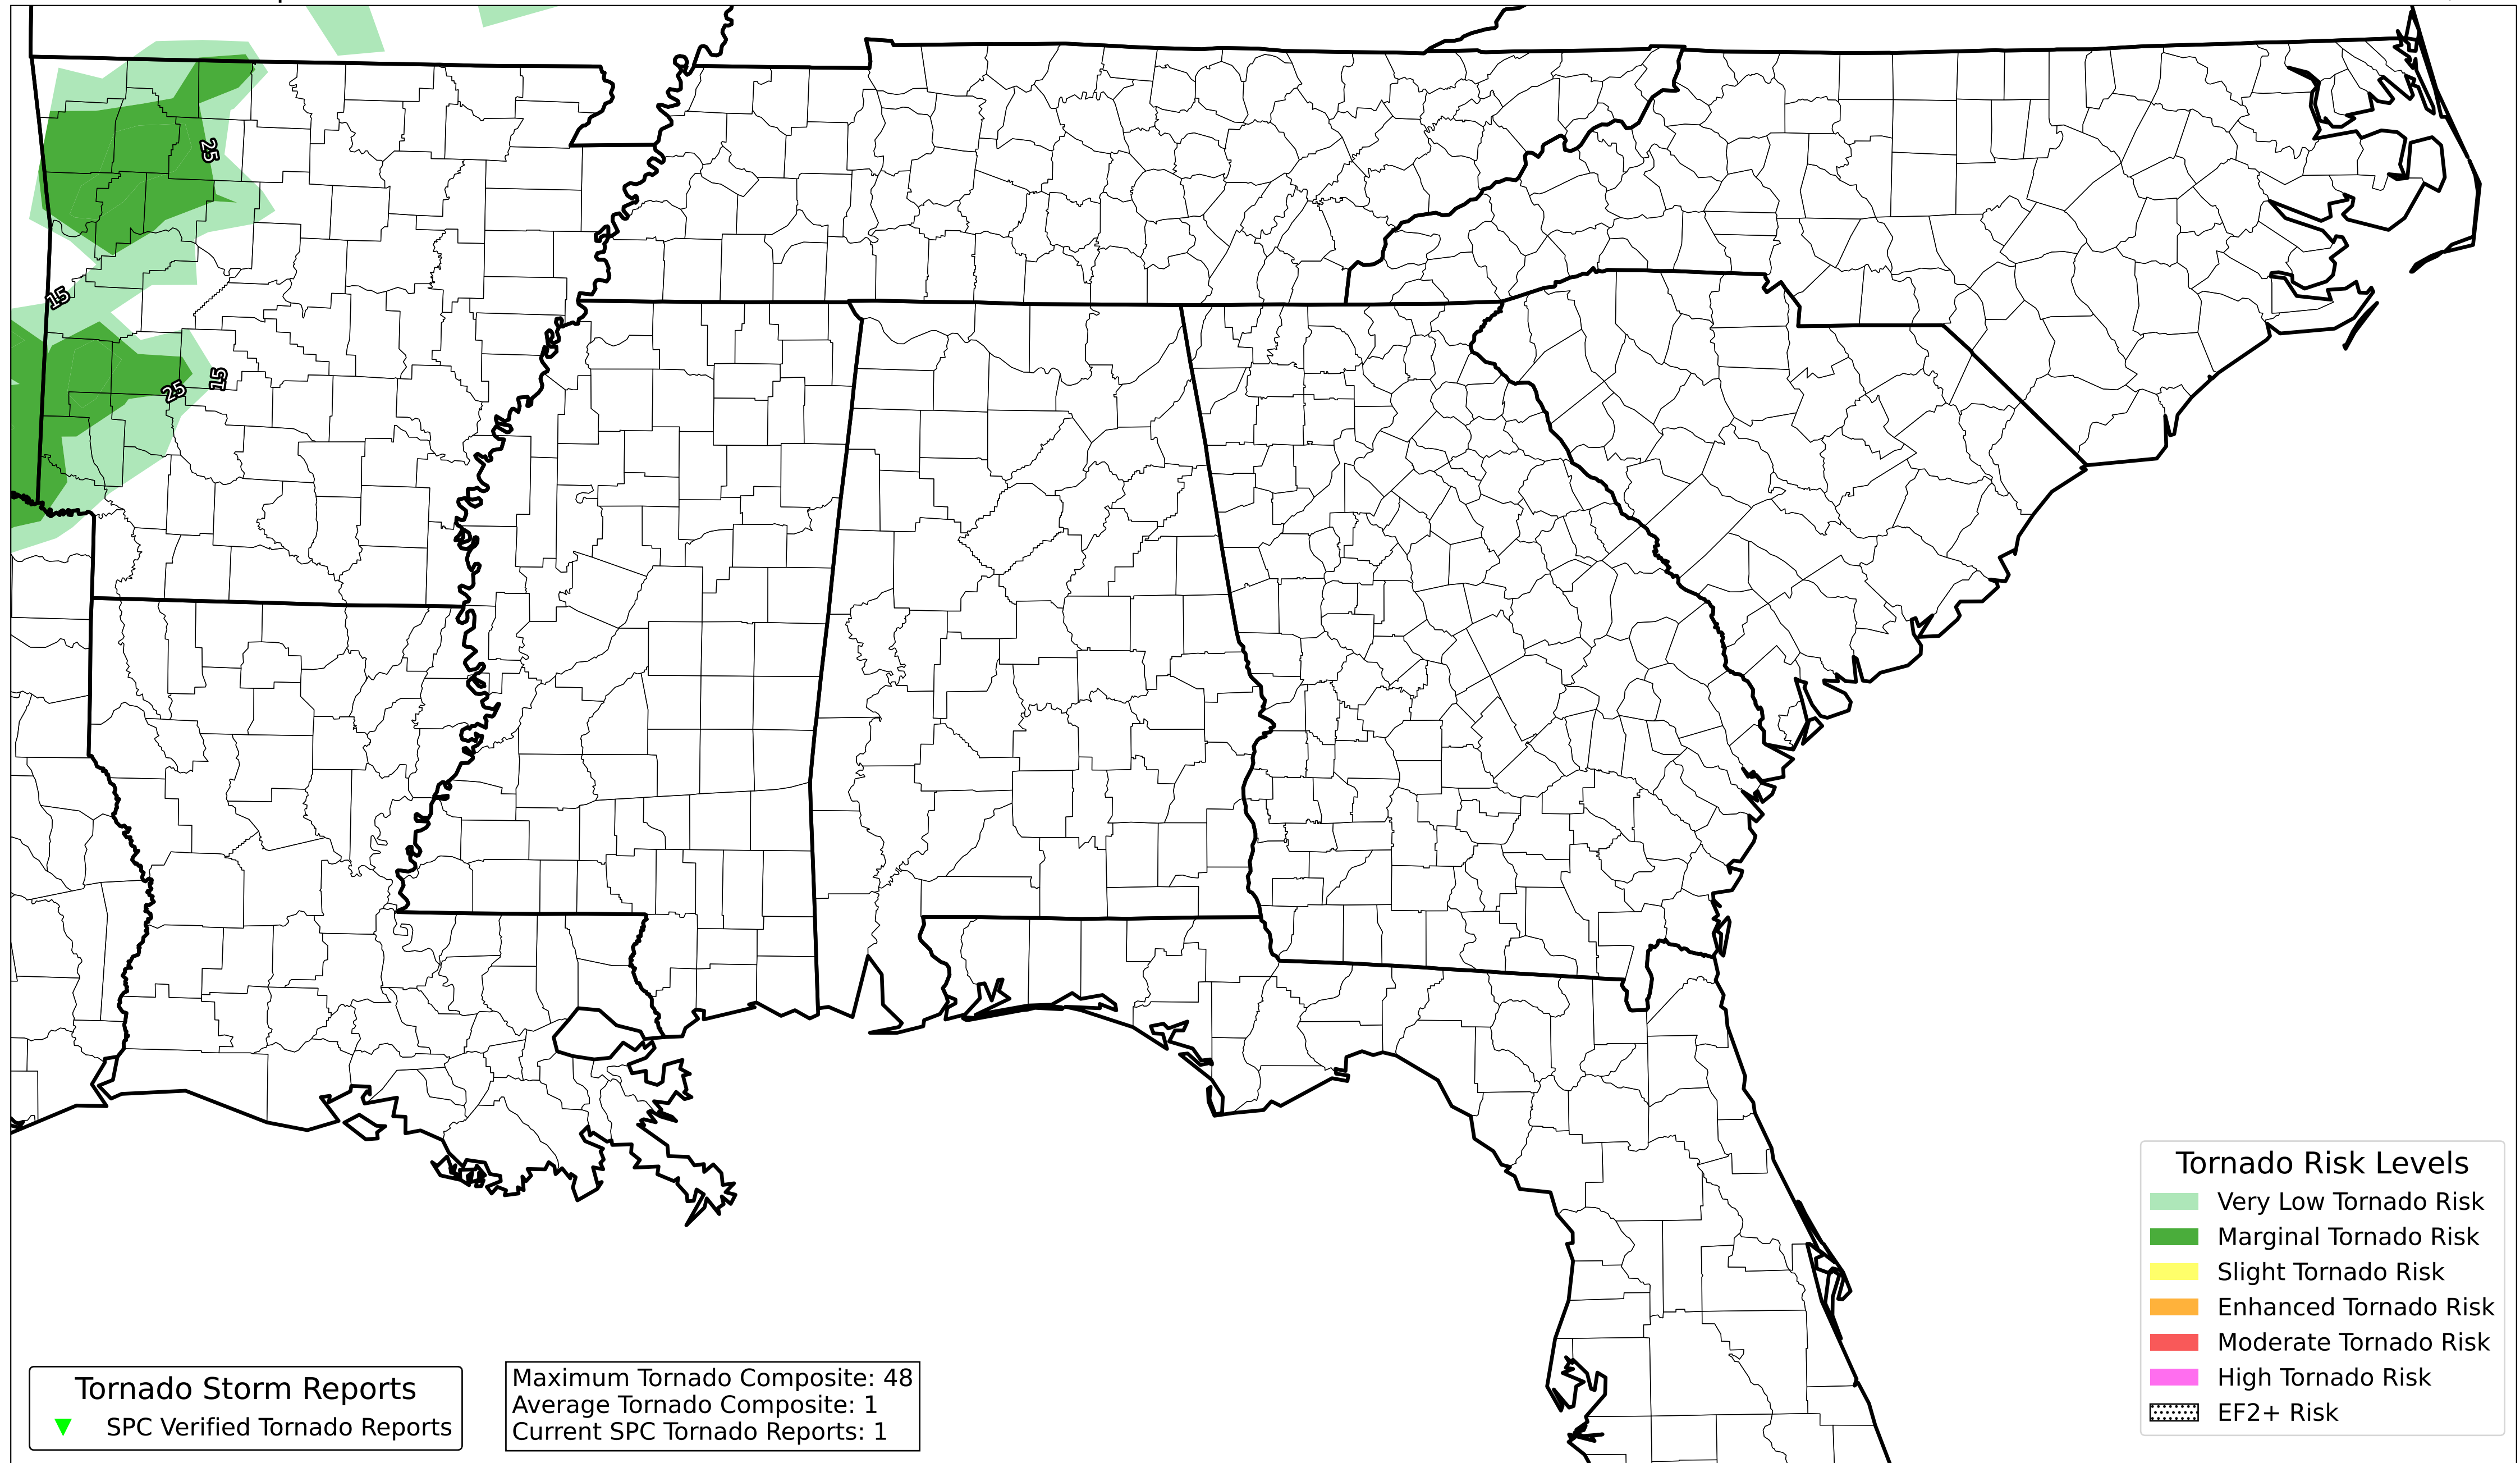 25
15
15
25
Tornado Risk Levels
Very Low Tornado Risk
Marginal Tornado Risk
Slight Tornado Risk
Enhanced Tornado Risk
Moderate Tornado Risk
High Tornado Risk
EF2+ Risk
Tornado Storm Reports
SPC Verified Tornado Reports
Maximum Tornado Composite: 48
Average Tornado Composite: 1
Current SPC Tornado Reports: 1